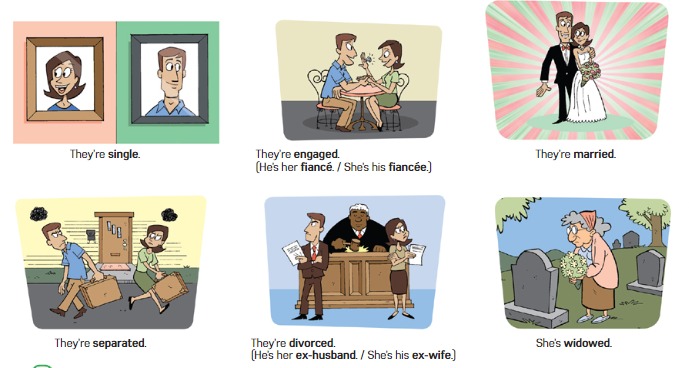 They're single.
They're engaged.
(He's her fiancé. / She's his fiancée.)
They're married.
They're separated.
They're divorced.
(He's her ex-husband. / She's his ex-wife.)
She's widowed.